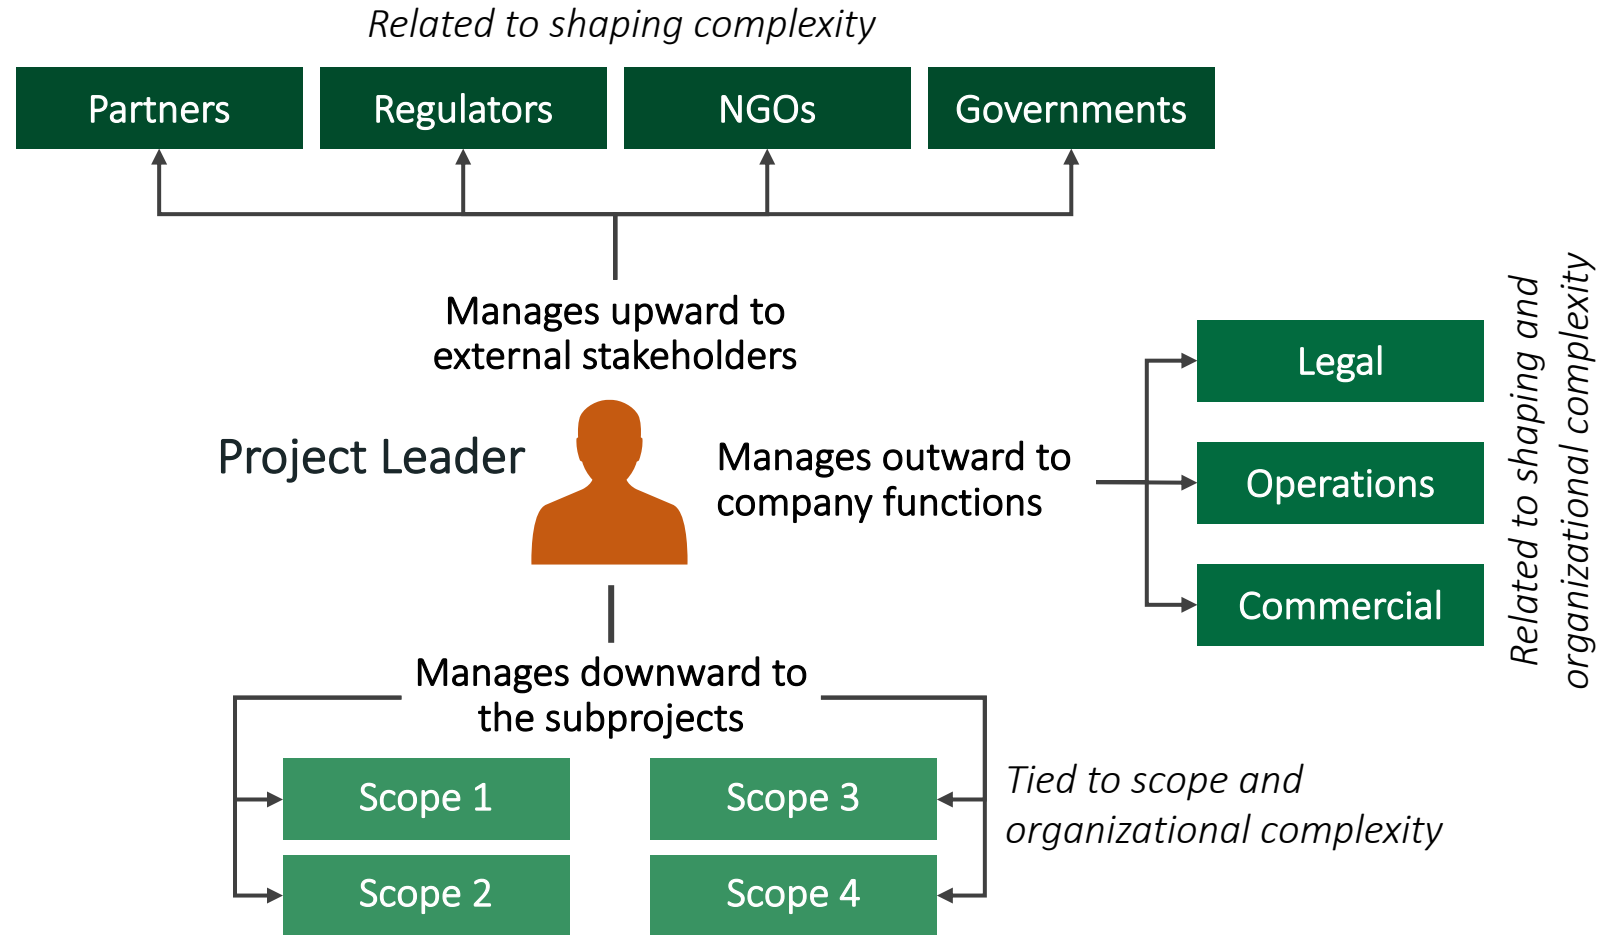 Related to shaping complexity
Partners
Regulators
NGOs
Governments
Manages upward to
external stakeholders
Project Leader
Manages outward to
company functions
Legal
Operations
Commercial
Related to shaping and
organizational complexity
Manages downward to
the subprojects
Scope 1
Scope 3
Scope 2
Scope 4
Tied to scope and
organizational complexity